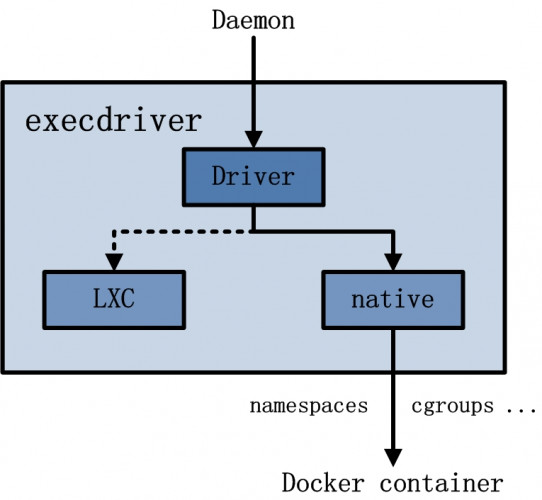 Daemon
execdriver
Driver
LXC
native
namespaces
cgroups ...
Docker container